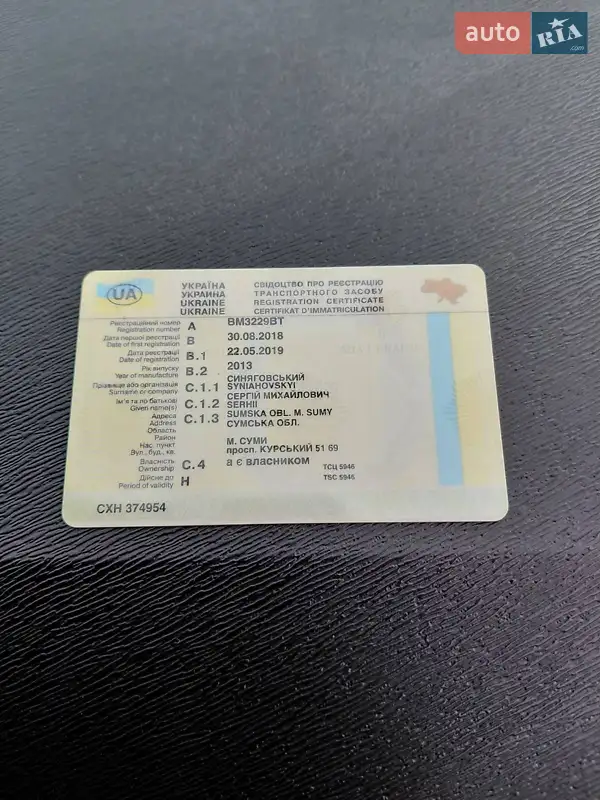 auto RIA .com
UA
УКРАЇНА СВІДОЦТВО ПРО РЕЄСТРАЦІЮ
УКРАИНА ТРАНСПОРТНОГО ЗАСОБУ
UKRAINE REGISTRATION CERTIFICATE
UKRAINE CERTIFIKAT D'IMMATRICULATION
Реєстраційний номер
Registration number A BM3229BT
Дата першої реєстрації
Date of first registration B 30.08.2018
Дата реєстрації
Date of registration B.1 22.05.2019
Рік випуску
Year of manufacture B.2 2013
Прізвище або організація C.1.1 СИНЯГОВСЬКИЙ
Surname or company SYNIAHOVSKYI
Ім'я та по батькові C.1.2 СЕРГІЙ МИХАЙЛОВИЧ
Given name(s) SERHII
Адреса C.1.3 SUMSKA OBL. M. SUMY
Address СУМСЬКА ОБЛ.
Область
Район
Нас. пункт М. СУМИ
Вул., буд., кв. просп. КУРСЬКИЙ 51 69
Власність
Ownership C.4 а є власником ТСЦ 5946
Дійсне до
Period of validity H TSC 5946
СХН 374954